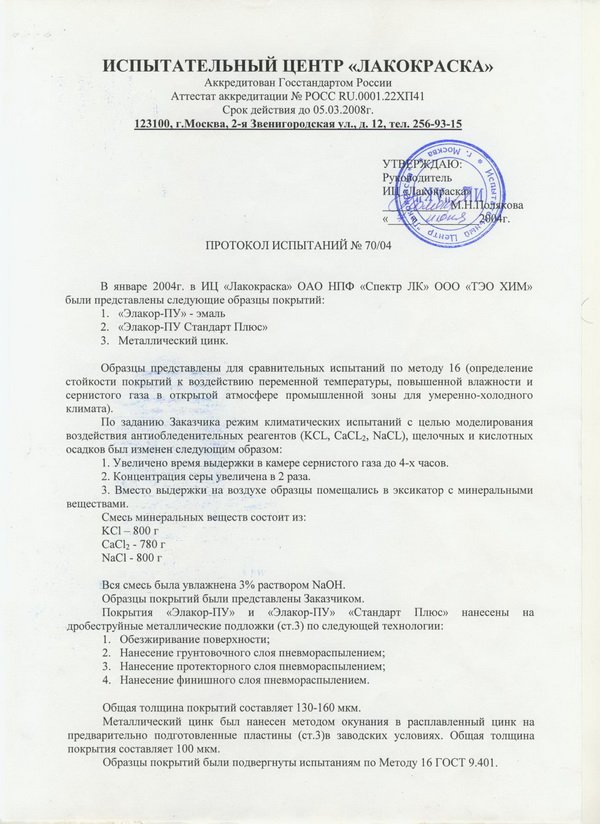 ИСПЫТАТЕЛЬНЫЙ ЦЕНТР «ЛАКОКРАСКА»
Аккредитован Госстандартом России
Аттестат аккредитации № РОСС RU.0001.22ХП41
Срок действия до 05.03.2008г.
123100, г.Москва, 2-я Звенигородская ул., д. 12, тел. 256-93-15
УТВЕРЖДАЮ:
Руководитель
ИЦ «Лакокраска»
М.Н.Полякова
« июня 2004г.
ПРОТОКОЛ ИСПЫТАНИЙ № 70/04
В январе 2004г. в ИЦ «Лакокраска» ОАО НПФ «Спектр ЛК» ООО «ТЭО ХИМ»
были представлены следующие образцы покрытий:
1. «Элакор-ПУ» - эмаль
2. «Элакор-ПУ Стандарт Плюс»
3. Металлический цинк.
Образцы представлены для сравнительных испытаний по методу 16 (определение
стойкости покрытий к воздействию переменной температуры, повышенной влажности и
сернистого газа в открытой атмосфере промышленной зоны для умеренно-холодного
климата).
По заданию Заказчика режим климатических испытаний с целью моделирования
воздействия антиобледенительных реагентов (KCL, CaCL₂, NaCL), щелочных и кислотных
осадков был изменен следующим образом:
1. Увеличено время выдержки в камере сернистого газа до 4-х часов.
2. Концентрация серы увеличена в 2 раза.
3. Вместо выдержки на воздухе образцы помещались в эксикатор с минеральными
веществами.
Смесь минеральных веществ состоит из:
KCl – 800 г
CaCl₂ - 780 г
NaCl - 800 г
Вся смесь была увлажнена 3% раствором NaOH.
Образцы покрытий были представлены Заказчиком.
Покрытия «Элакор-ПУ» и «Элакор-ПУ» «Стандарт Плюс» нанесены на
дробеструйные металлические подложки (ст.3) по следующей технологии:
1. Обезжиривание поверхности;
2. Нанесение грунтовочного слоя пневмораспылением;
3. Нанесение протекторного слоя пневмораспылением;
4. Нанесение финишного слоя пневмораспылением.
Общая толщина покрытий составляет 130-160 мкм.
Металлический цинк был нанесен методом окунания в расплавленный цинк на
предварительно подготовленные пластины (ст.3)в заводских условиях. Общая толщина
покрытия составляет 100 мкм.
Образцы покрытий были подвергнуты испытаниям по Методу 16 ГОСТ 9.401.